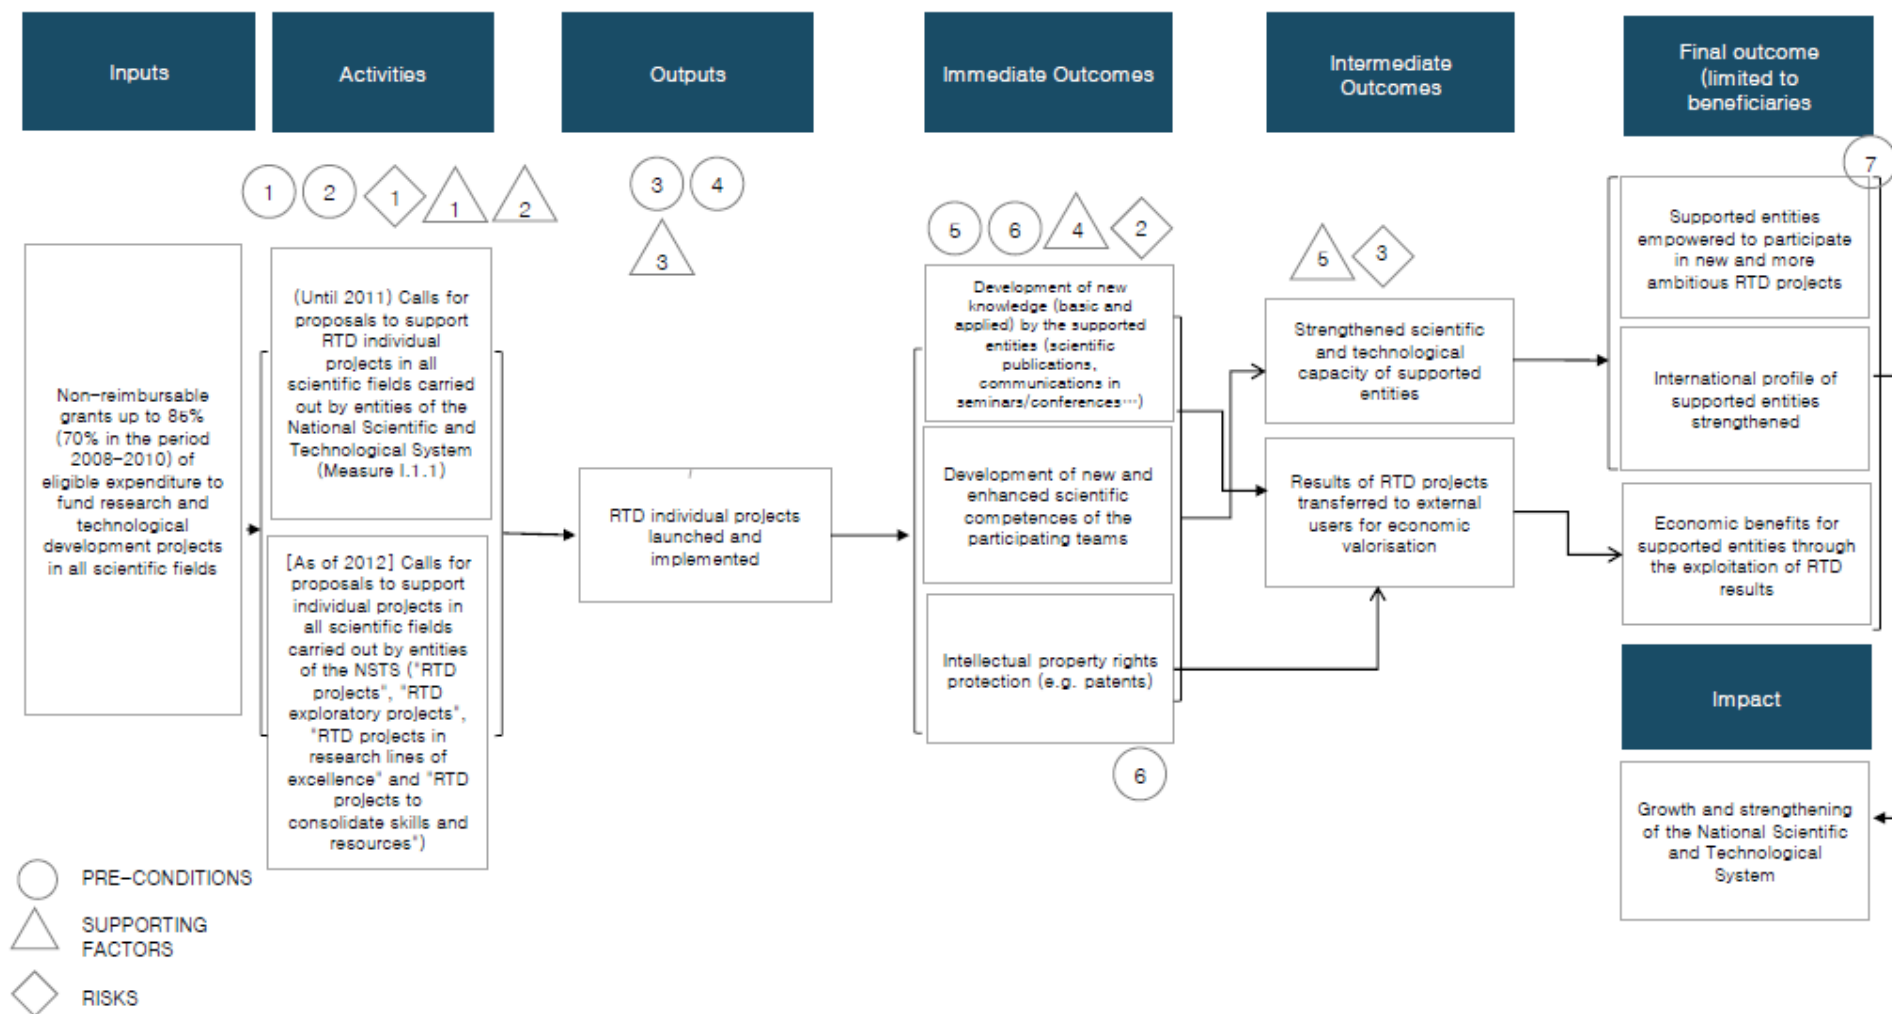 Inputs
Activities
Outputs
Immediate Outcomes
Intermediate
Outcomes
Final outcome
(limited to
beneficiaries
1
2
1
1
2
3
4
3
5
6
4
2
5
3
7
Non-reimbursable
grants up to 85%
(70% in the period
2008-2010) of
eligible expenditure to
fund research and
technological
development projects
in all scientific fields
(Until 2011) Calls for
proposals to support
RTD individual
projects in all
scientific fields carried
out by entities of the
National Scientific and
Technological System
(Measure I.1.1)
[As of 2012] Calls for
proposals to support
individual projects in
all scientific fields
carried out by entities
of the NSTS ("RTD
projects", "RTD
exploratory projects",
"RTD projects in
research lines of
excellence" and "RTD
projects to
consolidate skills and
resources")
RTD individual projects
launched and
implemented
Development of new
knowledge (basic and
applied) by the supported
entities (scientific
publications,
communications in
seminars/conferences…)
Development of new and
enhanced scientific
competences of the
participating teams
Intellectual property rights
protection (e.g. patents)
6
Strengthened scientific
and technological
capacity of supported
entities
Results of RTD projects
transferred to external
users for economic
valorisation
Supported entities
empowered to participate
in new and more
ambitious RTD projects
International profile of
supported entities
strengthened
Economic benefits for
supported entities through
the exploitation of RTD
results
Impact
Growth and strengthening
of the National Scientific
and Technological
System
PRE-CONDITIONS
SUPPORTING
FACTORS
RISKS